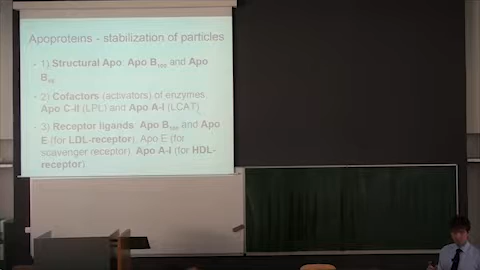 Apoproteins - stabilization of particles
- 1) Structural Apo: Apo B100 and Apo
B48
- 2) Cofactors (activators) of enzymes:
Apo C-II (LPL) and Apo A-I (LCAT)
- 3) Receptor ligands: Apo B100 and Apo
E (for LDL-receptor), Apo E (for
scavenger receptor), Apo A-I (for HDL-
receptor)